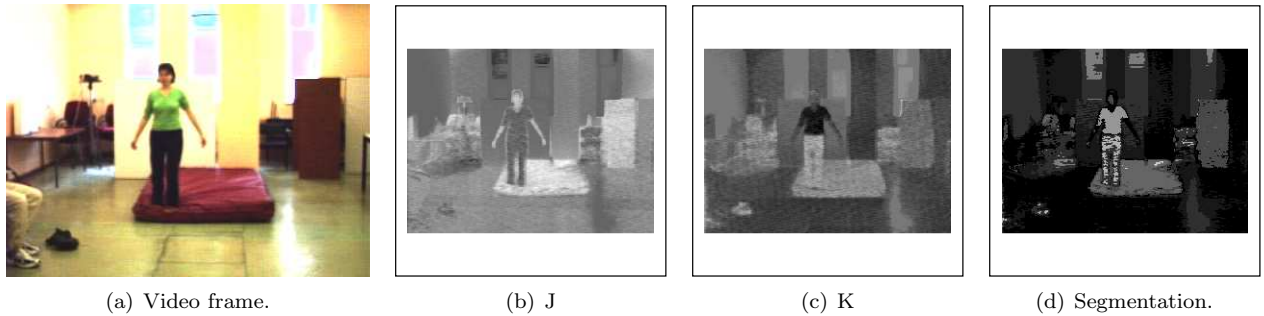 (a) Video frame.
(b) J
(c) K
(d) Segmentation.